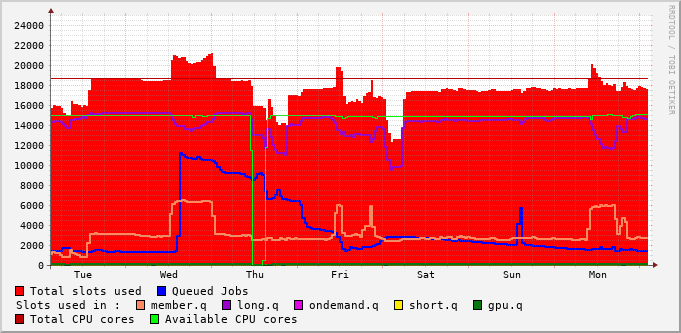 24000
22000
20000
18000
16000
14000
12000
10000
8000
6000
4000
2000
0
Tue Wed Thu Fri Sat Sun Mon
RRDTOOL / TOBI OETIKER
Total slots used Queued Jobs
Slots used in : member.q long.q ondemand.q short.q gpu.q
Total CPU cores Available CPU cores